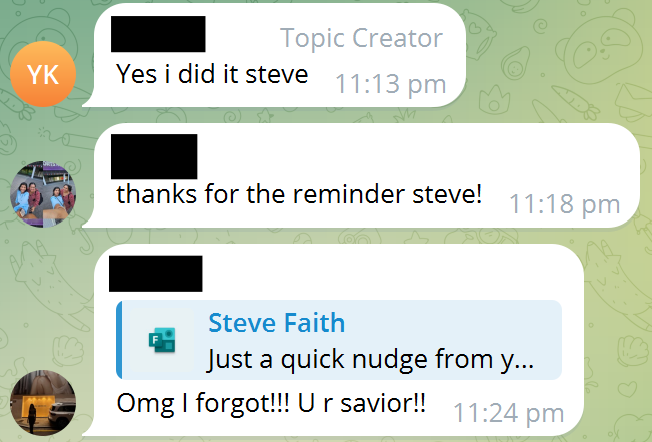 Topic Creator
YK
Yes i did it steve
11:13 pm
thanks for the reminder steve!
11:18 pm
Steve Faith
Just a quick nudge from y...
Omg I forgot!!! U r savior!!
11:24 pm